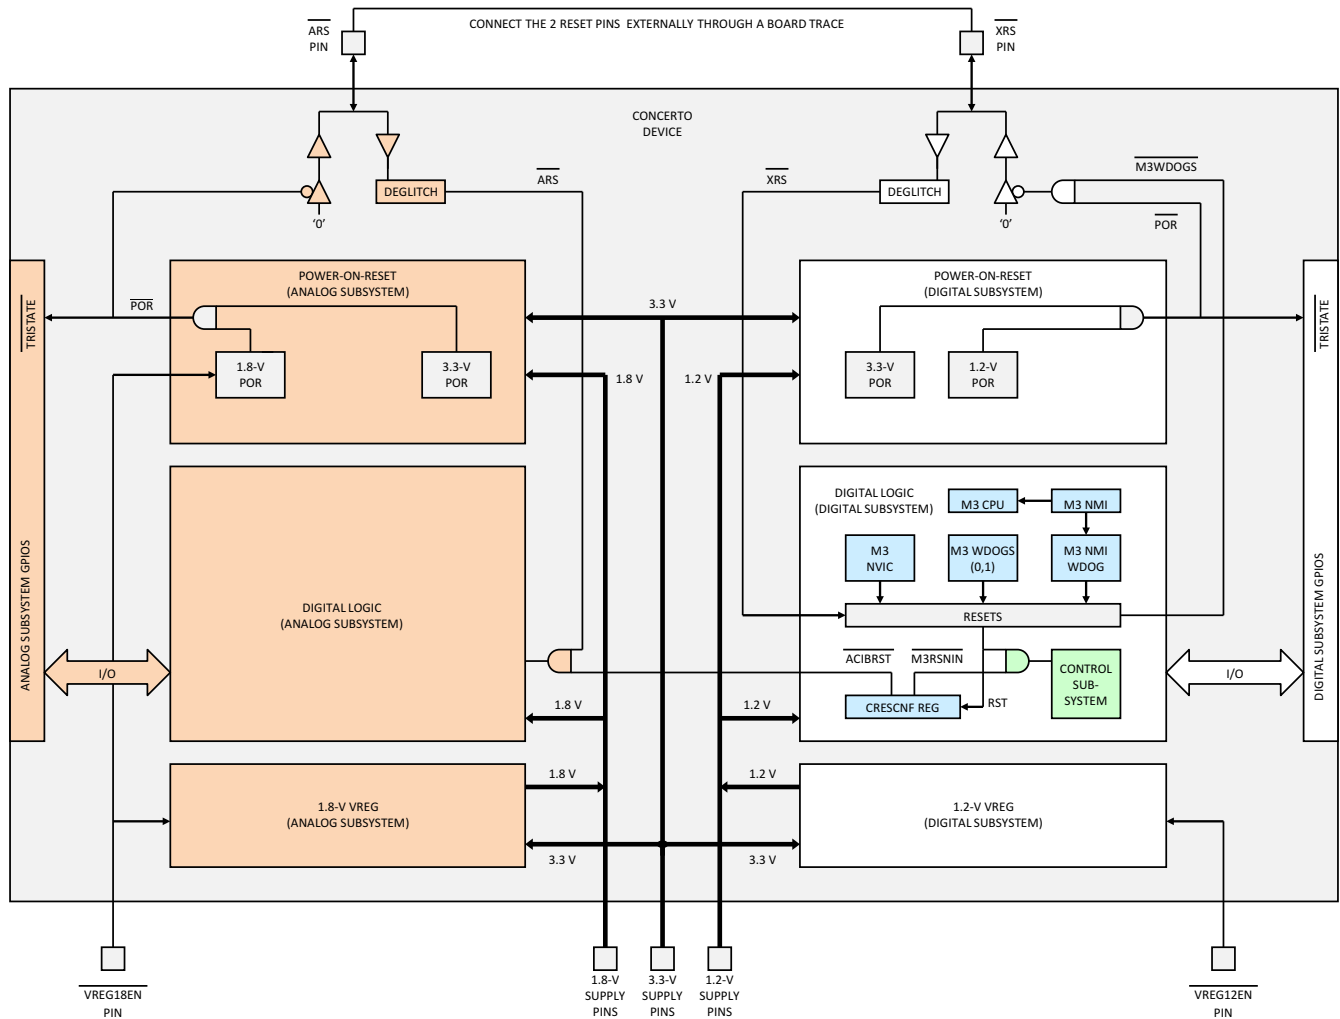 CONNECT THE 2 RESET PINS EXTERNALLY THROUGH A BOARD TRACE
ARS
PIN
XRS
PIN
CONCERTO
DEVICE
DEGLITCH
ARS
'0'
XRS
DEGLITCH
'0'
M3WDOGS
POR
POWER-ON-RESET
(ANALOG SUBSYSTEM)
POR
1.8-V
POR
3.3-V
POR
3.3 V
1.8 V
1.2 V
POWER-ON-RESET
(DIGITAL SUBSYSTEM)
3.3-V
POR
1.2-V
POR
TRISTATE
ANALOG SUBSYSTEM GPIOS
TRISTATE
DIGITAL SUBSYSTEM GPIOS
DIGITAL LOGIC
(ANALOG SUBSYSTEM)
I/O
1.8 V
1.2 V
DIGITAL LOGIC
(DIGITAL SUBSYSTEM)
M3 CPU
M3 NMI
M3
NVIC
M3 WDOGS
(0,1)
M3 NMI
WDOG
RESETS
ACIBRST
M3RSNIN
CRESCNF REG
RST
CONTROL
SUB-
SYSTEM
I/O
1.8-V VREG
(ANALOG SUBSYSTEM)
1.8 V
1.2 V
3.3 V
3.3 V
1.2-V VREG
(DIGITAL SUBSYSTEM)
VREG18EN
PIN
1.8-V
SUPPLY
PINS
3.3-V
SUPPLY
PINS
1.2-V
SUPPLY
PINS
VREG12EN
PIN